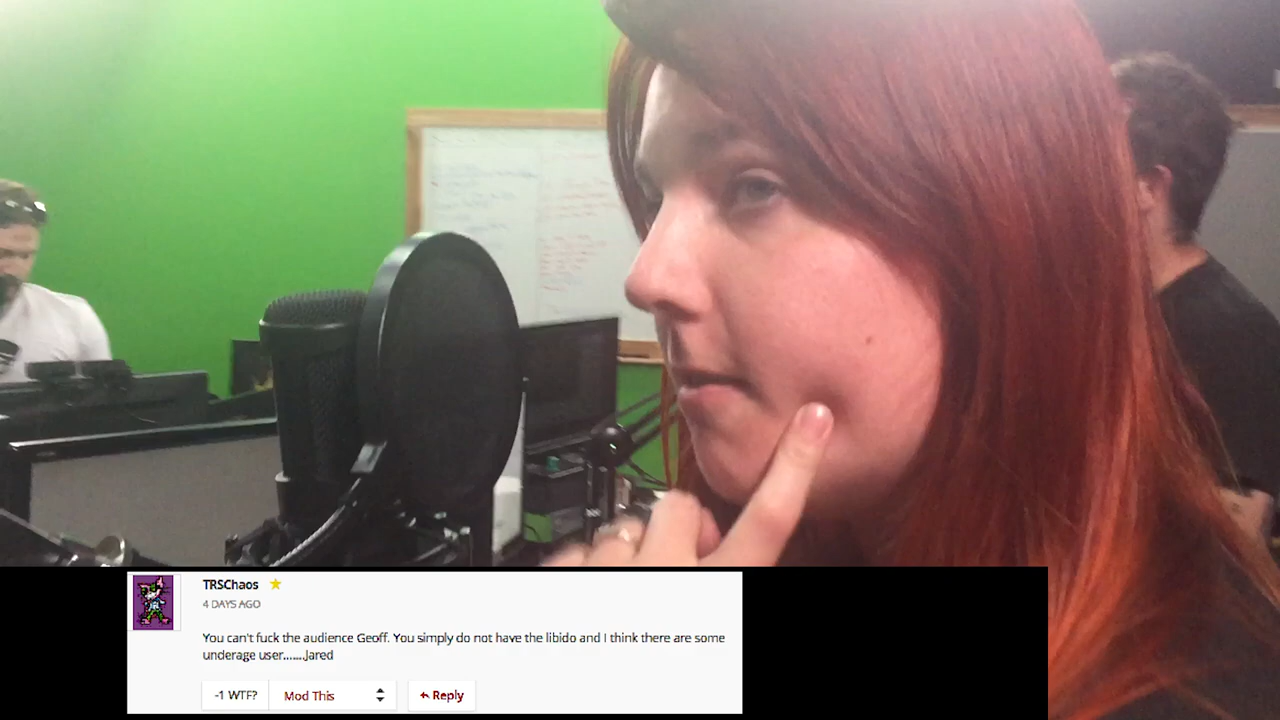 TRSChaos
4 DAYS AGO
You can't fuck the audience Geoff. You simply do not have the libido and I think there are some
underage user.......Jared
-1 WTF?
Mod This
Reply